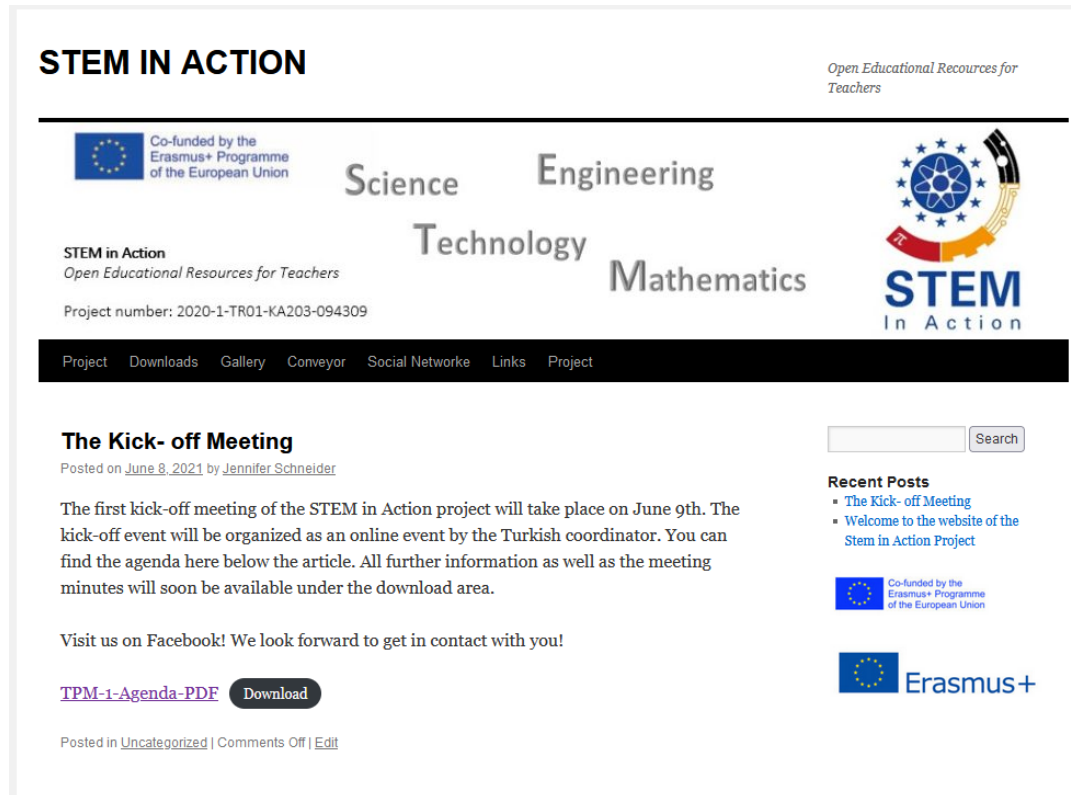 STEM IN ACTION
Open Educational Recources for
Teachers
Co-funded by the
Erasmus+ Programme
of the European Union
Science
Engineering
Technology
Mathematics
STEM in Action
Open Educational Resources for Teachers
Project number: 2020-1-TR01-KA203-094309
π
STEM
In Action
Project Downloads Gallery Conveyor Social Networke Links Project
The Kick- off Meeting
Posted on June 8, 2021 by Jennifer Schneider
The first kick-off meeting of the STEM in Action project will take place on June 9th. The
kick-off event will be organized as an online event by the Turkish coordinator. You can
find the agenda here below the article. All further information as well as the meeting
minutes will soon be available under the download area.
Visit us on Facebook! We look forward to get in contact with you!
TPM-1-Agenda-PDF Download
Posted in Uncategorized | Comments Off | Edit
Search
Recent Posts
The Kick- off Meeting
Welcome to the website of the
Stem in Action Project
Co-funded by the
Erasmus+ Programme
of the European Union
Erasmus+